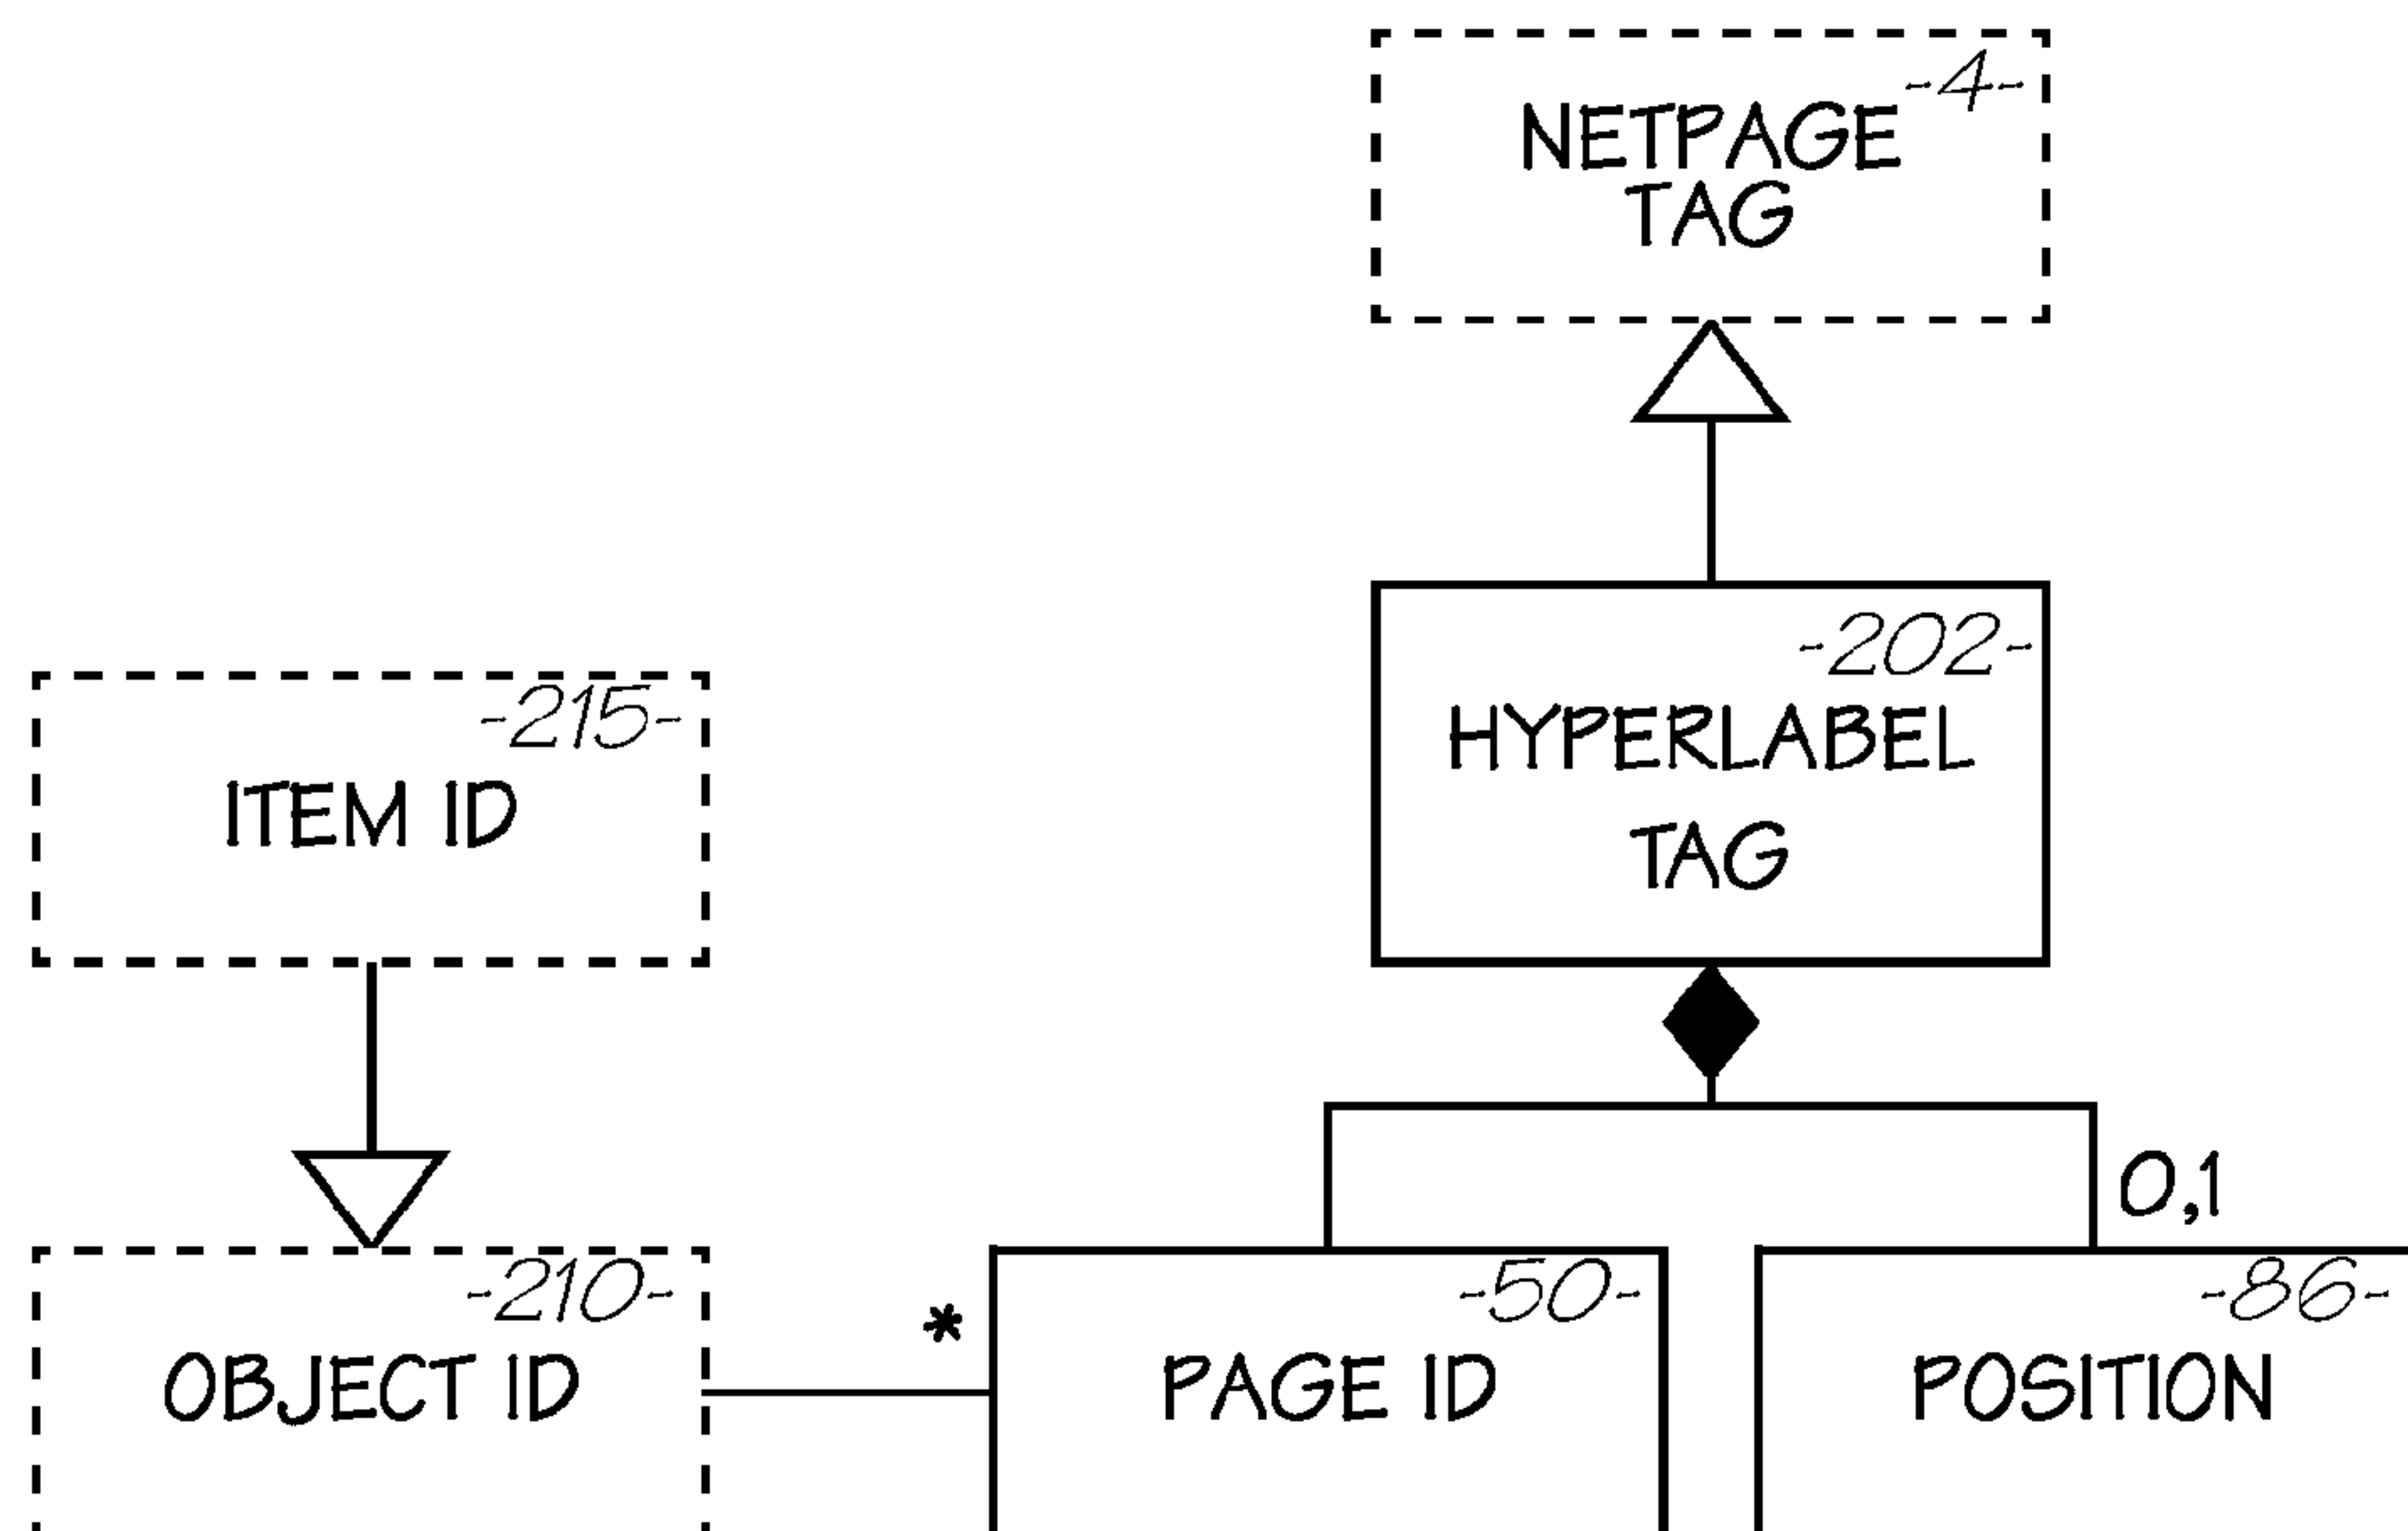 -4-
NETPAGE
TAG
-202-
HYPERLABEL
TAG
-215-
ITEM ID
0,1
-210-
OBJECT ID
*
-50-
PAGE ID
-86-
POSITION